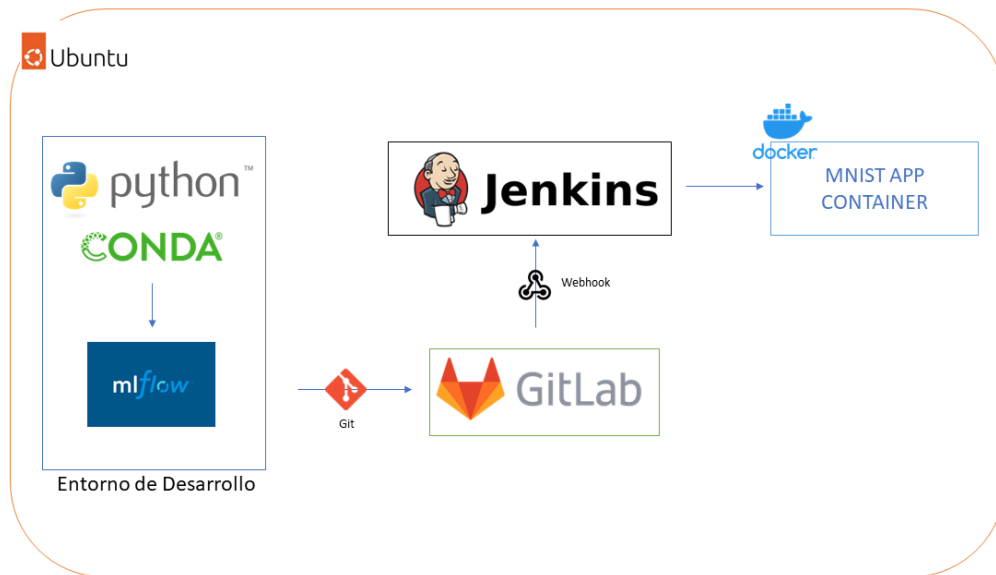 Ubuntu
python™
CONDA®
mlflow
Entorno de Desarrollo
Git
GitLab
Webhook
Jenkins
docker
MNIST APP
CONTAINER